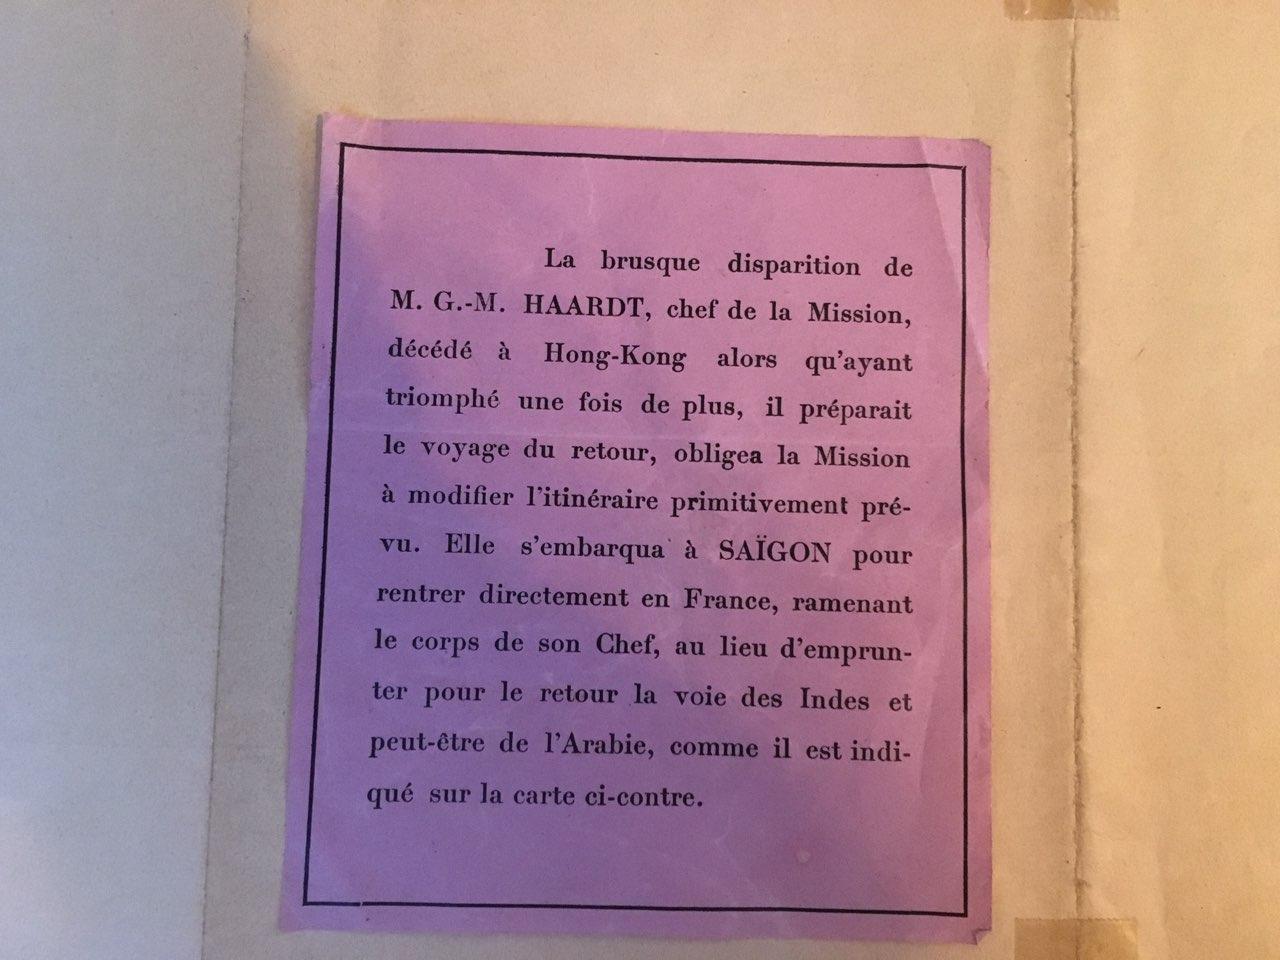 La brusque disparition de
M. G.-M. HAARDT, chef de la Mission,
décédé à Hong-Kong alors qu'ayant
triomphé une fois de plus, il préparait
le voyage du retour, obligea la Mission
à modifier l'itinéraire primitivement pré-
vu. Elle s'embarqua à SAÏGON pour
rentrer directement en France, ramenant
le corps de son Chef, au lieu d'emprun-
ter pour le retour la voie des Indes et
peut-être de l'Arabie, comme il est indi-
qué sur la carte ci-contre.